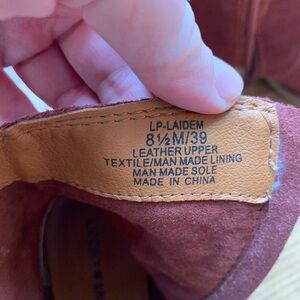 LP-LAIDEM
8½M/39
LEATHER UPPER
TEXTILE/MAN MADE LINING
MAN MADE SOLE
MADE IN CHINA